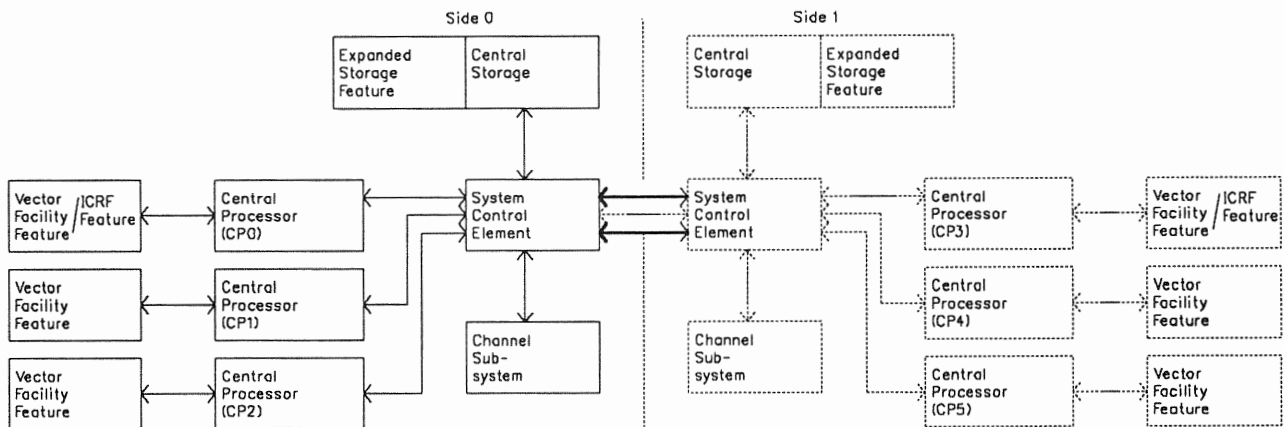 Side 0
Side 1
Expanded
Storage
Feature
Central
Storage
Central
Storage
Expanded
Storage
Feature
Vector
Facility
Feature
/ICRF
Feature
Central
Processor
(CP0)
System
Control
Element
System
Control
Element
Central
Processor
(CP3)
Vector
Facility
Feature
/ICRF
Feature
Vector
Facility
Feature
Central
Processor
(CP1)
Central
Processor
(CP4)
Vector
Facility
Feature
Channel
Sub-
system
Channel
Sub-
system
Vector
Facility
Feature
Central
Processor
(CP2)
Central
Processor
(CP5)
Vector
Facility
Feature